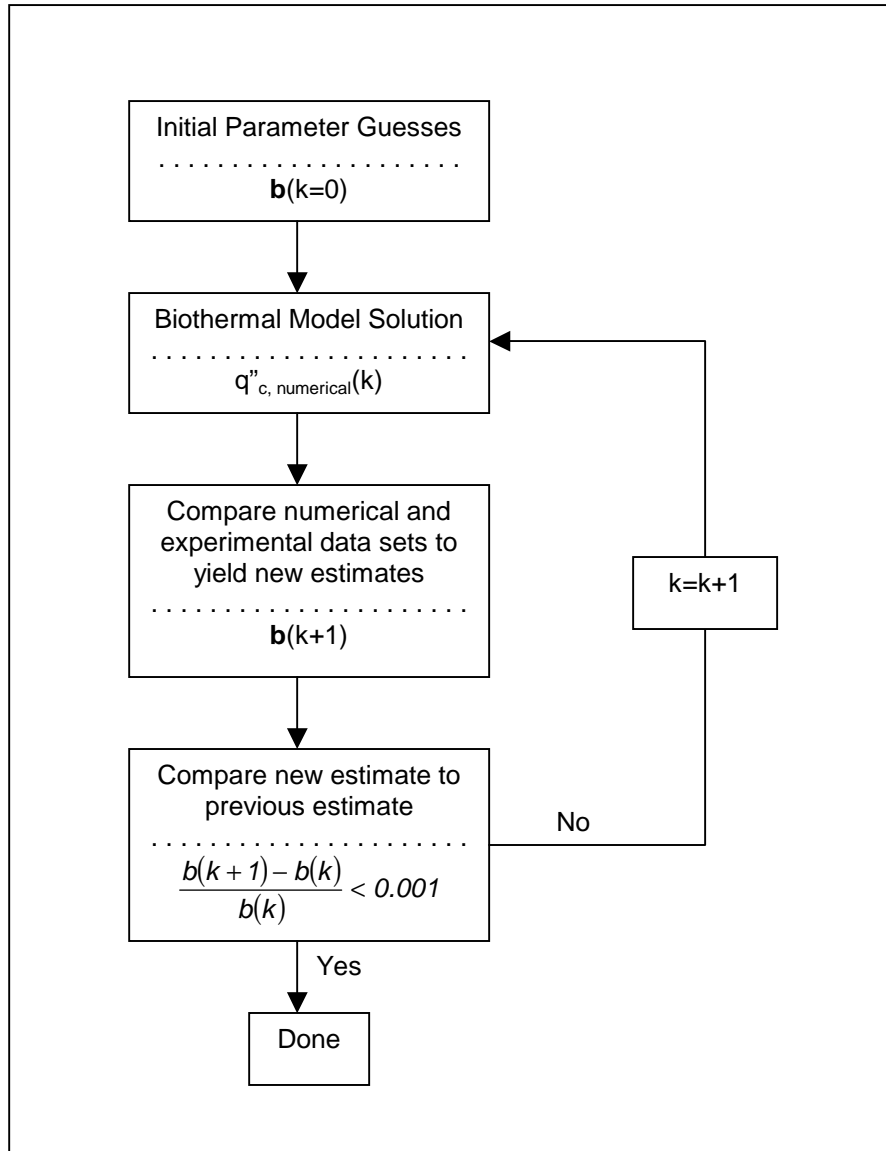 Initial Parameter Guesses
. . . . . . . . . . . . . . . . . . . . .
b(k=0)
Biothermal Model Solution
. . . . . . . . . . . . . . . . . . . . . .
q”c, numerical(k)
Compare numerical and
experimental data sets to
yield new estimates
. . . . . . . . . . . . . . . . . . . . . .
b(k+1)
k=k+1
Compare new estimate to
previous estimate
. . . . . . . . . . . . . . . . . . . . . .
b(k + 1) – b(k)
b(k)
< 0.001
No
Yes
Done